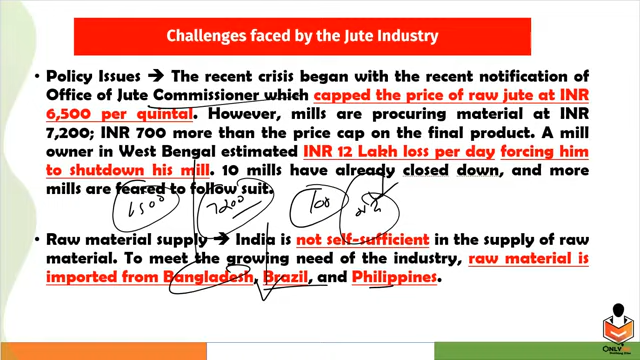 Challenges faced by the Jute Industry
• Policy Issues → The recent crisis began with the recent notification of
Office of Jute Commissioner which capped the price of raw jute at INR
6,500 per quintal. However, mills are procuring material at INR
7,200; INR 700 more than the price cap on the final product. A mill
owner in West Bengal estimated INR 12 Lakh loss per day forcing him
to shutdown his mill. 10 mills have already closed down, and more
mills are feared to follow suit.
6500 7200 700
• Raw material supply → India is not self-sufficient in the supply of raw
material. To meet the growing need of the industry, raw material is
imported from Bangladesh, Brazil, and Philippines.